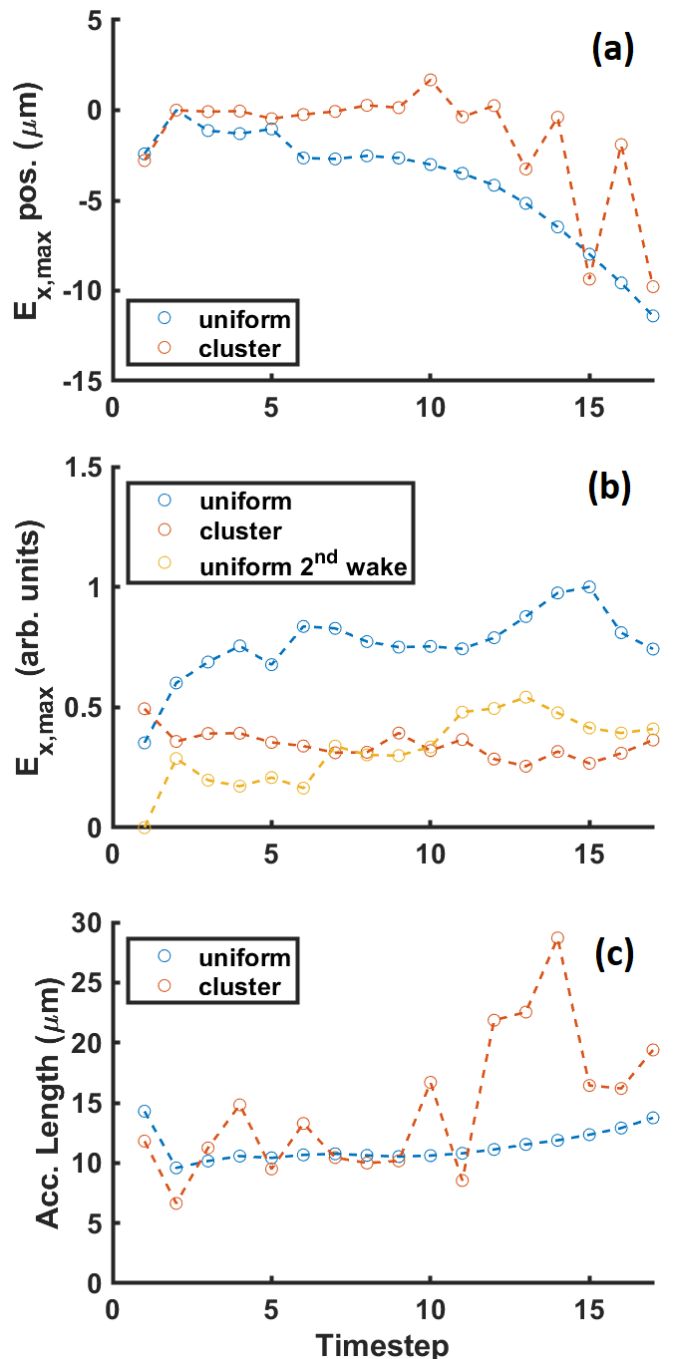 (a)
E_x,max pos. (μm)
5
0
-5
-10
-15
uniform
cluster
0 5 10 15
(b)
E_x,max (arb. units)
1.5
1
0.5
0
uniform
cluster
uniform 2nd wake
0 5 10 15
(c)
Acc. Length (μm)
30
25
20
15
10
5
0
uniform
cluster
0 5 10 15
Timestep